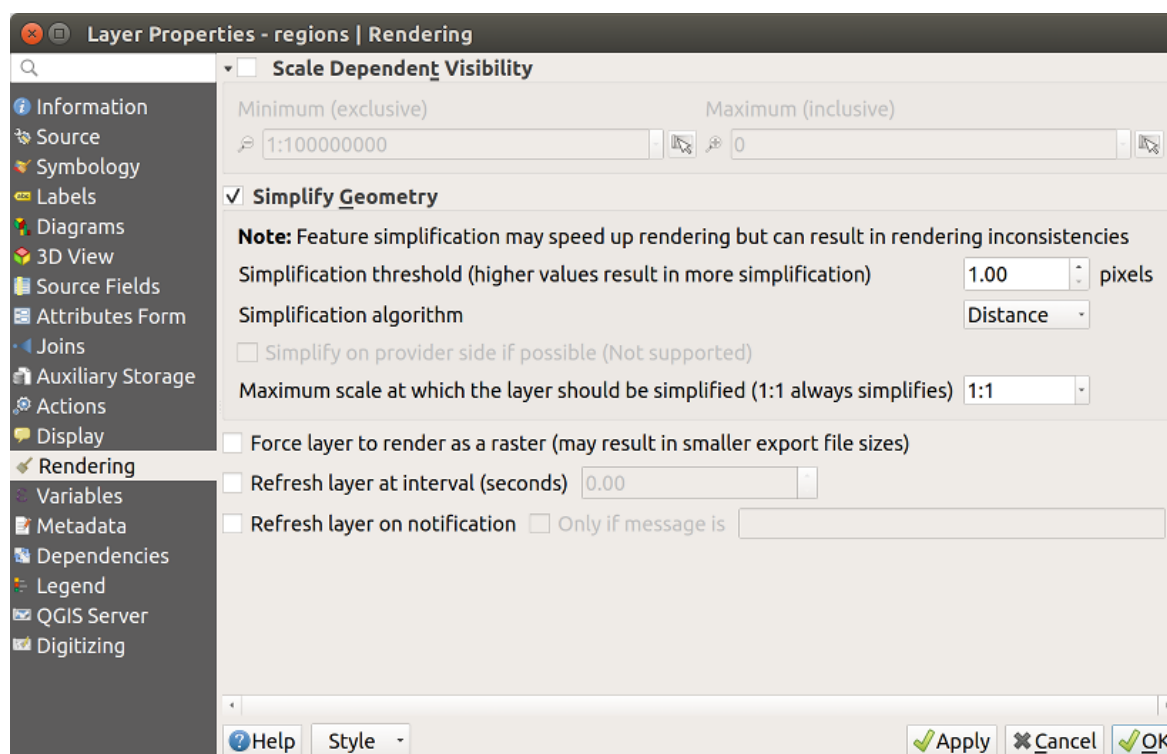 Layer Properties - regions | Rendering
Scale Dependent Visibility
Information
Minimum (exclusive) Maximum (inclusive)
Source
1:100000000 0
Symbology
Labels
Simplify Geometry
Diagrams
Note: Feature simplification may speed up rendering but can result in rendering inconsistencies
3D View
Simplification threshold (higher values result in more simplification) 1.00 pixels
Source Fields
Attributes Form
Simplification algorithm Distance
Joins
Simplify on provider side if possible (Not supported)
Auxiliary Storage
Maximum scale at which the layer should be simplified (1:1 always simplifies) 1:1
Actions
Display
Force layer to render as a raster (may result in smaller export file sizes)
Rendering
Refresh layer at interval (seconds) 0.00
Variables
Metadata
Refresh layer on notification Only if message is
Dependencies
Legend
QGIS Server
Digitizing
Help Style Apply Cancel OK